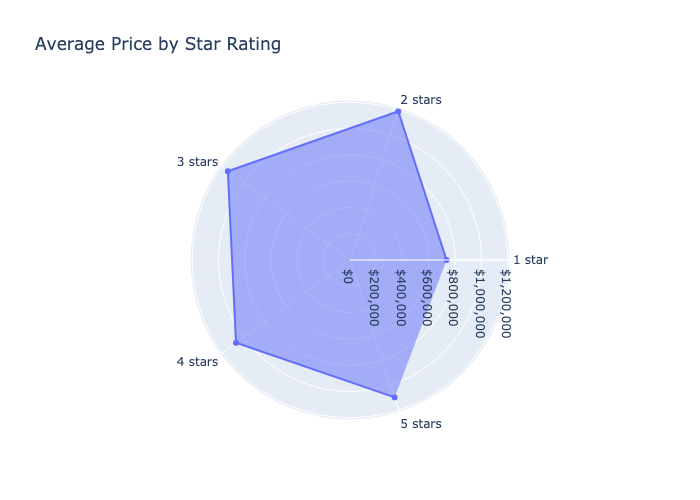 Average Price by Star Rating
2 stars
3 stars
1 star
$0
$200,000
$400,000
$600,000
$800,000
$1,000,000
$1,200,000
4 stars
5 stars